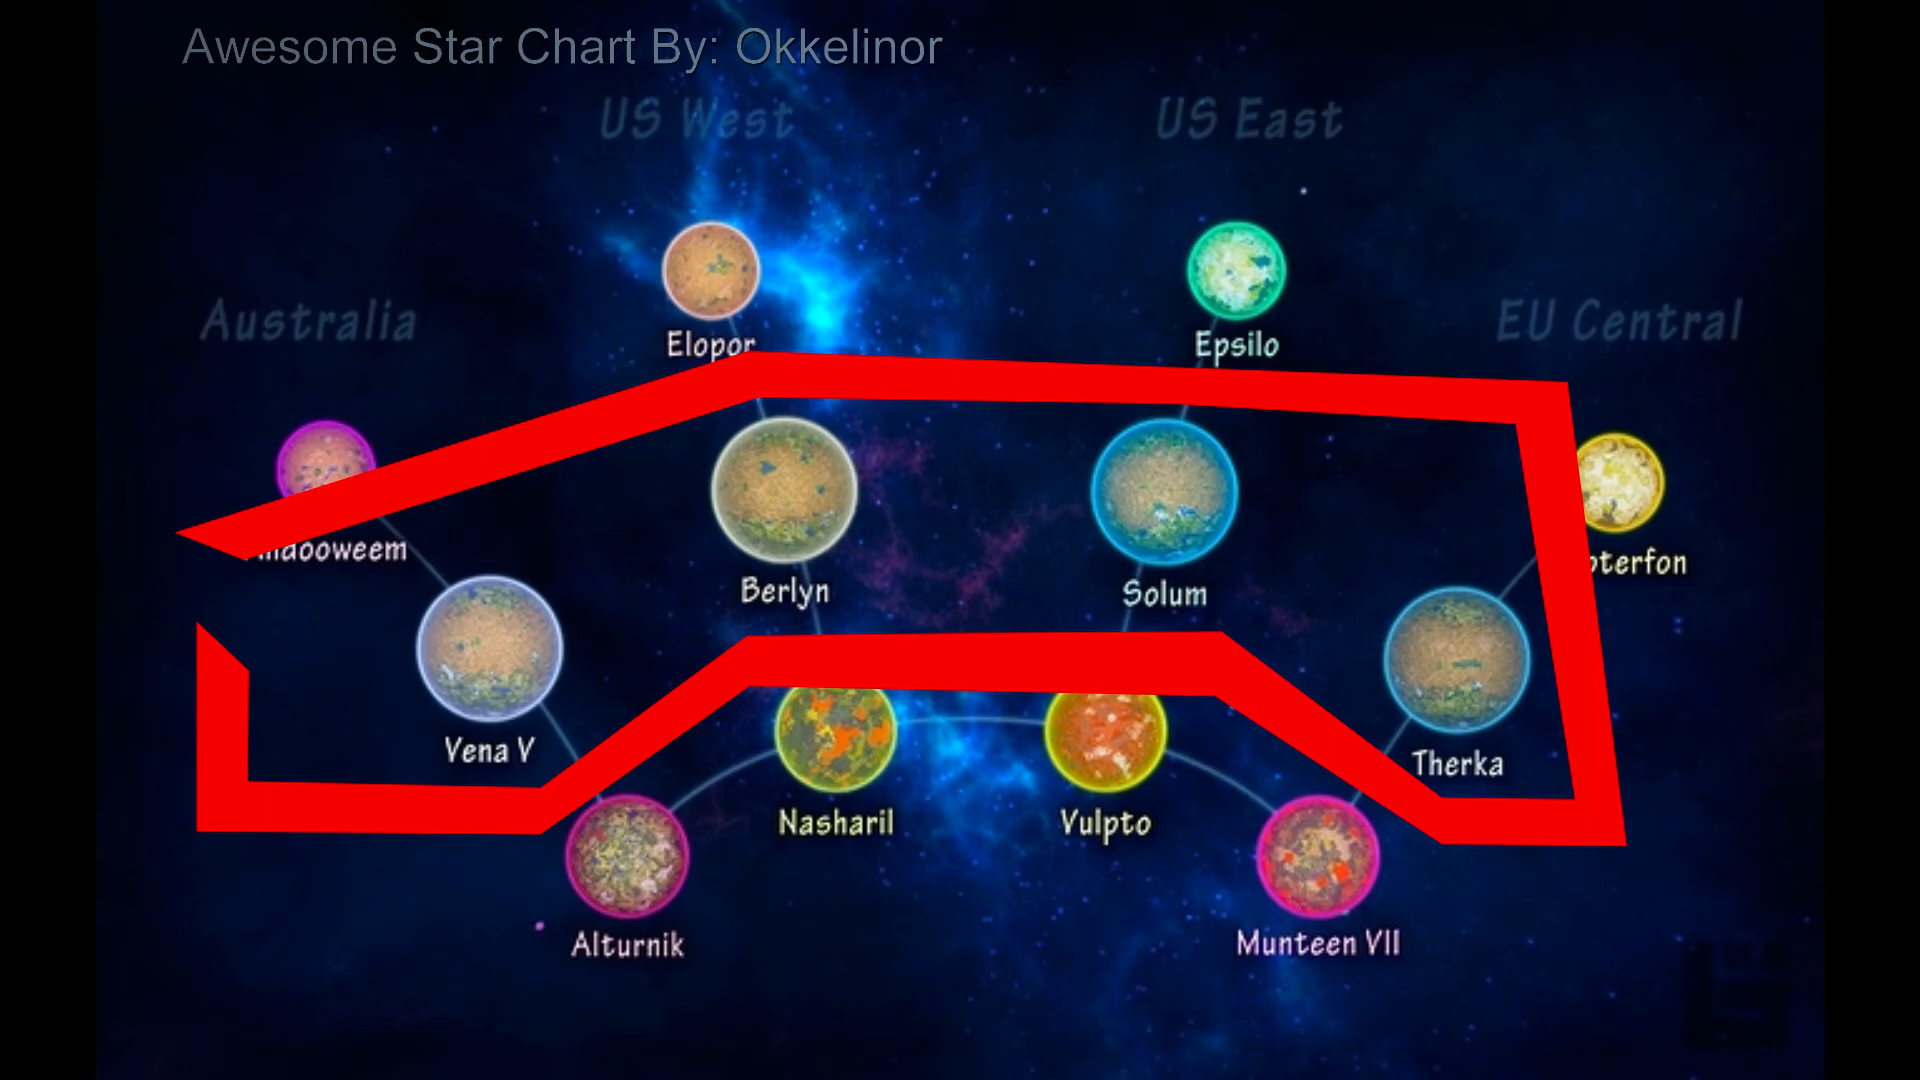 Awesome Star Chart By: Okkelinor
US West
US East
Australia
EU Central
Elopor
Epsilo
Berlyn
Solum
Vena V
Therka
Nasharil
Vulpto
Alturnik
Munteen VII